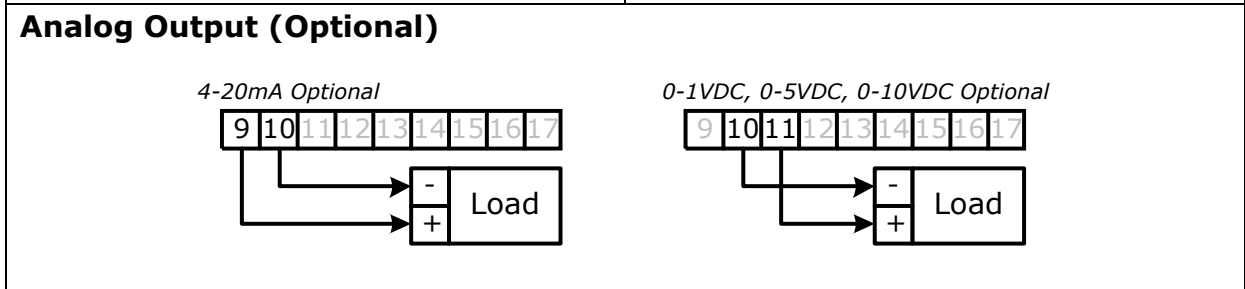 Analog Output (Optional)
4-20mA Optional
9 10 11 12 13 14 15 16 17
-
+
Load
0-1VDC, 0-5VDC, 0-10VDC Optional
9 10 11 12 13 14 15 16 17
-
+
Load